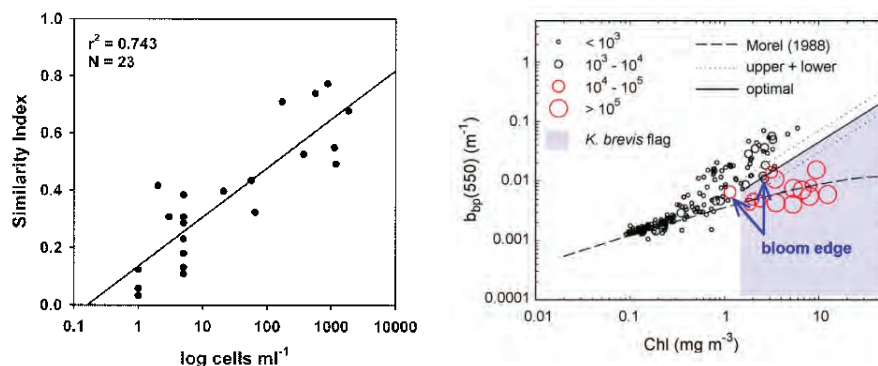 r² = 0.743
N = 23
1.0
0.8
0.6
0.4
0.2
0.0
Similarity Index
0.1 1 10 100 1000 10000
log cells ml⁻¹
< 10³
10³ - 10⁴
10⁴ - 10⁵
> 10⁵
K. brevis flag
Morel (1988)
upper + lower
optimal
bloom edge
1
0.1
0.01
0.001
0.0001
b_bp(550) (m⁻¹)
0.01 0.1 1 10
Chl (mg m⁻³)